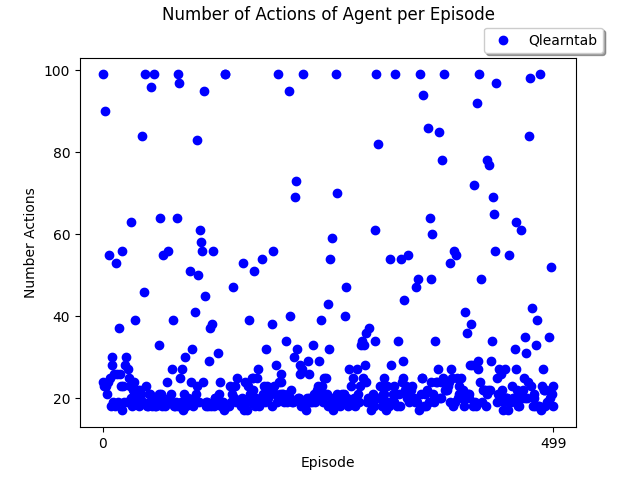 Number of Actions of Agent per Episode
Qlearntab
100
80
60
40
20
Number Actions
0
499
Episode